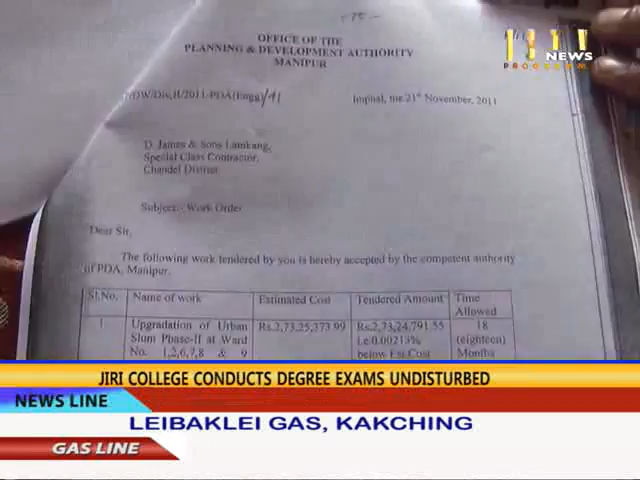 OFFICE OF THE
PLANNING & DEVELOPMENT AUTHORITY
MANIPUR
NEWS
PROGRAMM
Imphal, the 21st November, 2011
D. James & Sons Lamkang,
Special Class Contractor,
Chandel District
Subject:- Work Order
Dear Sir,
The following work tendered by you is hereby accepted by the competent authority
of PDA, Manipur.
Sl.No. Name of work Estimated Cost Tendered Amount Time Allowed
1 Upgradation of Urban Rs.2,73,25,373.99 Rs.2,73,24,791.55 18
Slum Phase-II at Ward i.e.0.00213% (eighteen)
No. 1,2,6,7,8 & 9 below Est.Cost Months
JIRI COLLEGE CONDUCTS DEGREE EXAMS UNDISTURBED
NEWS LINE
LEIBAKLEI GAS, KAKCHING
GAS LINE